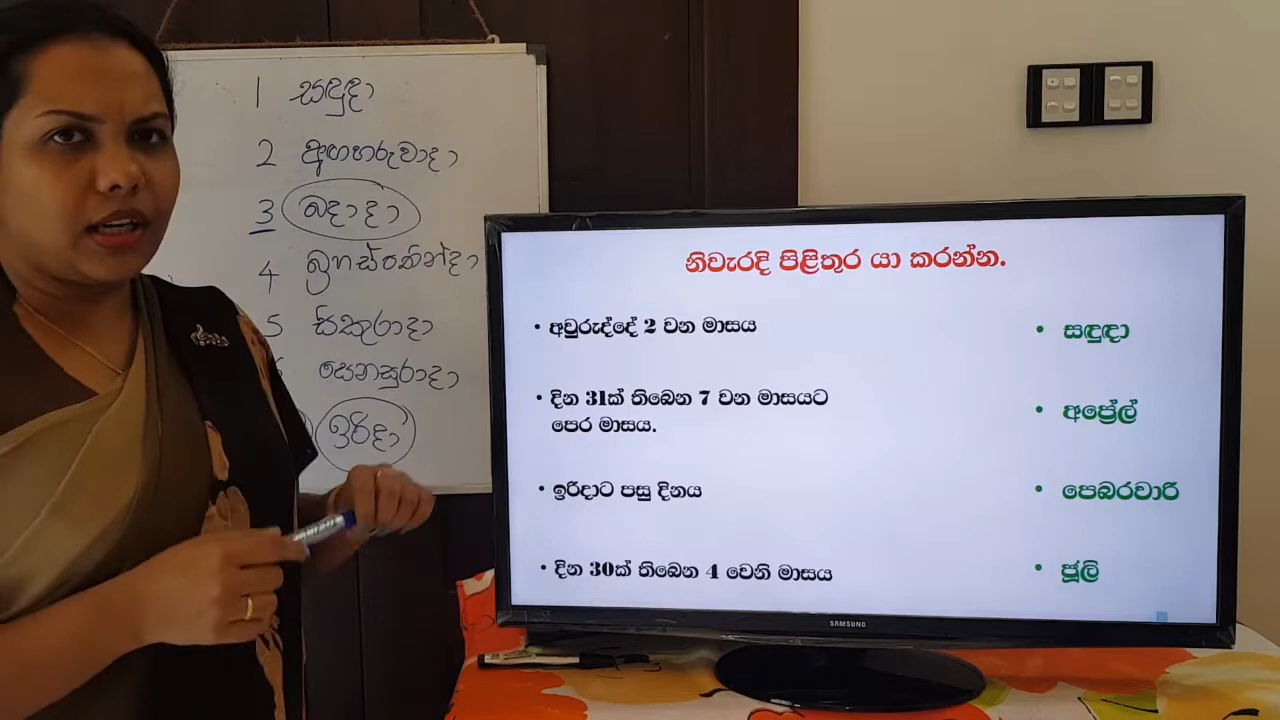 1 සඳුදා
2 අඟහරුවාදා
3 බදාදා
4 බ්‍රහස්පතින්දා
5 සිකුරාදා
සෙනසුරාදා
ඉරිදා
නිවැරදි පිළිතුර යා කරන්න.
• අවුරුද්දේ 2 වන මාසය
• සඳුදා
• දින 31ක් තිබෙන 7 වන මාසයට
පෙර මාසය.
• අප්‍රේල්
• ඉරිදාට පසු දිනය
• පෙබරවාරි
• දින 30ක් තිබෙන 4 වෙනි මාසය
• ජූලි
SAMSUNG